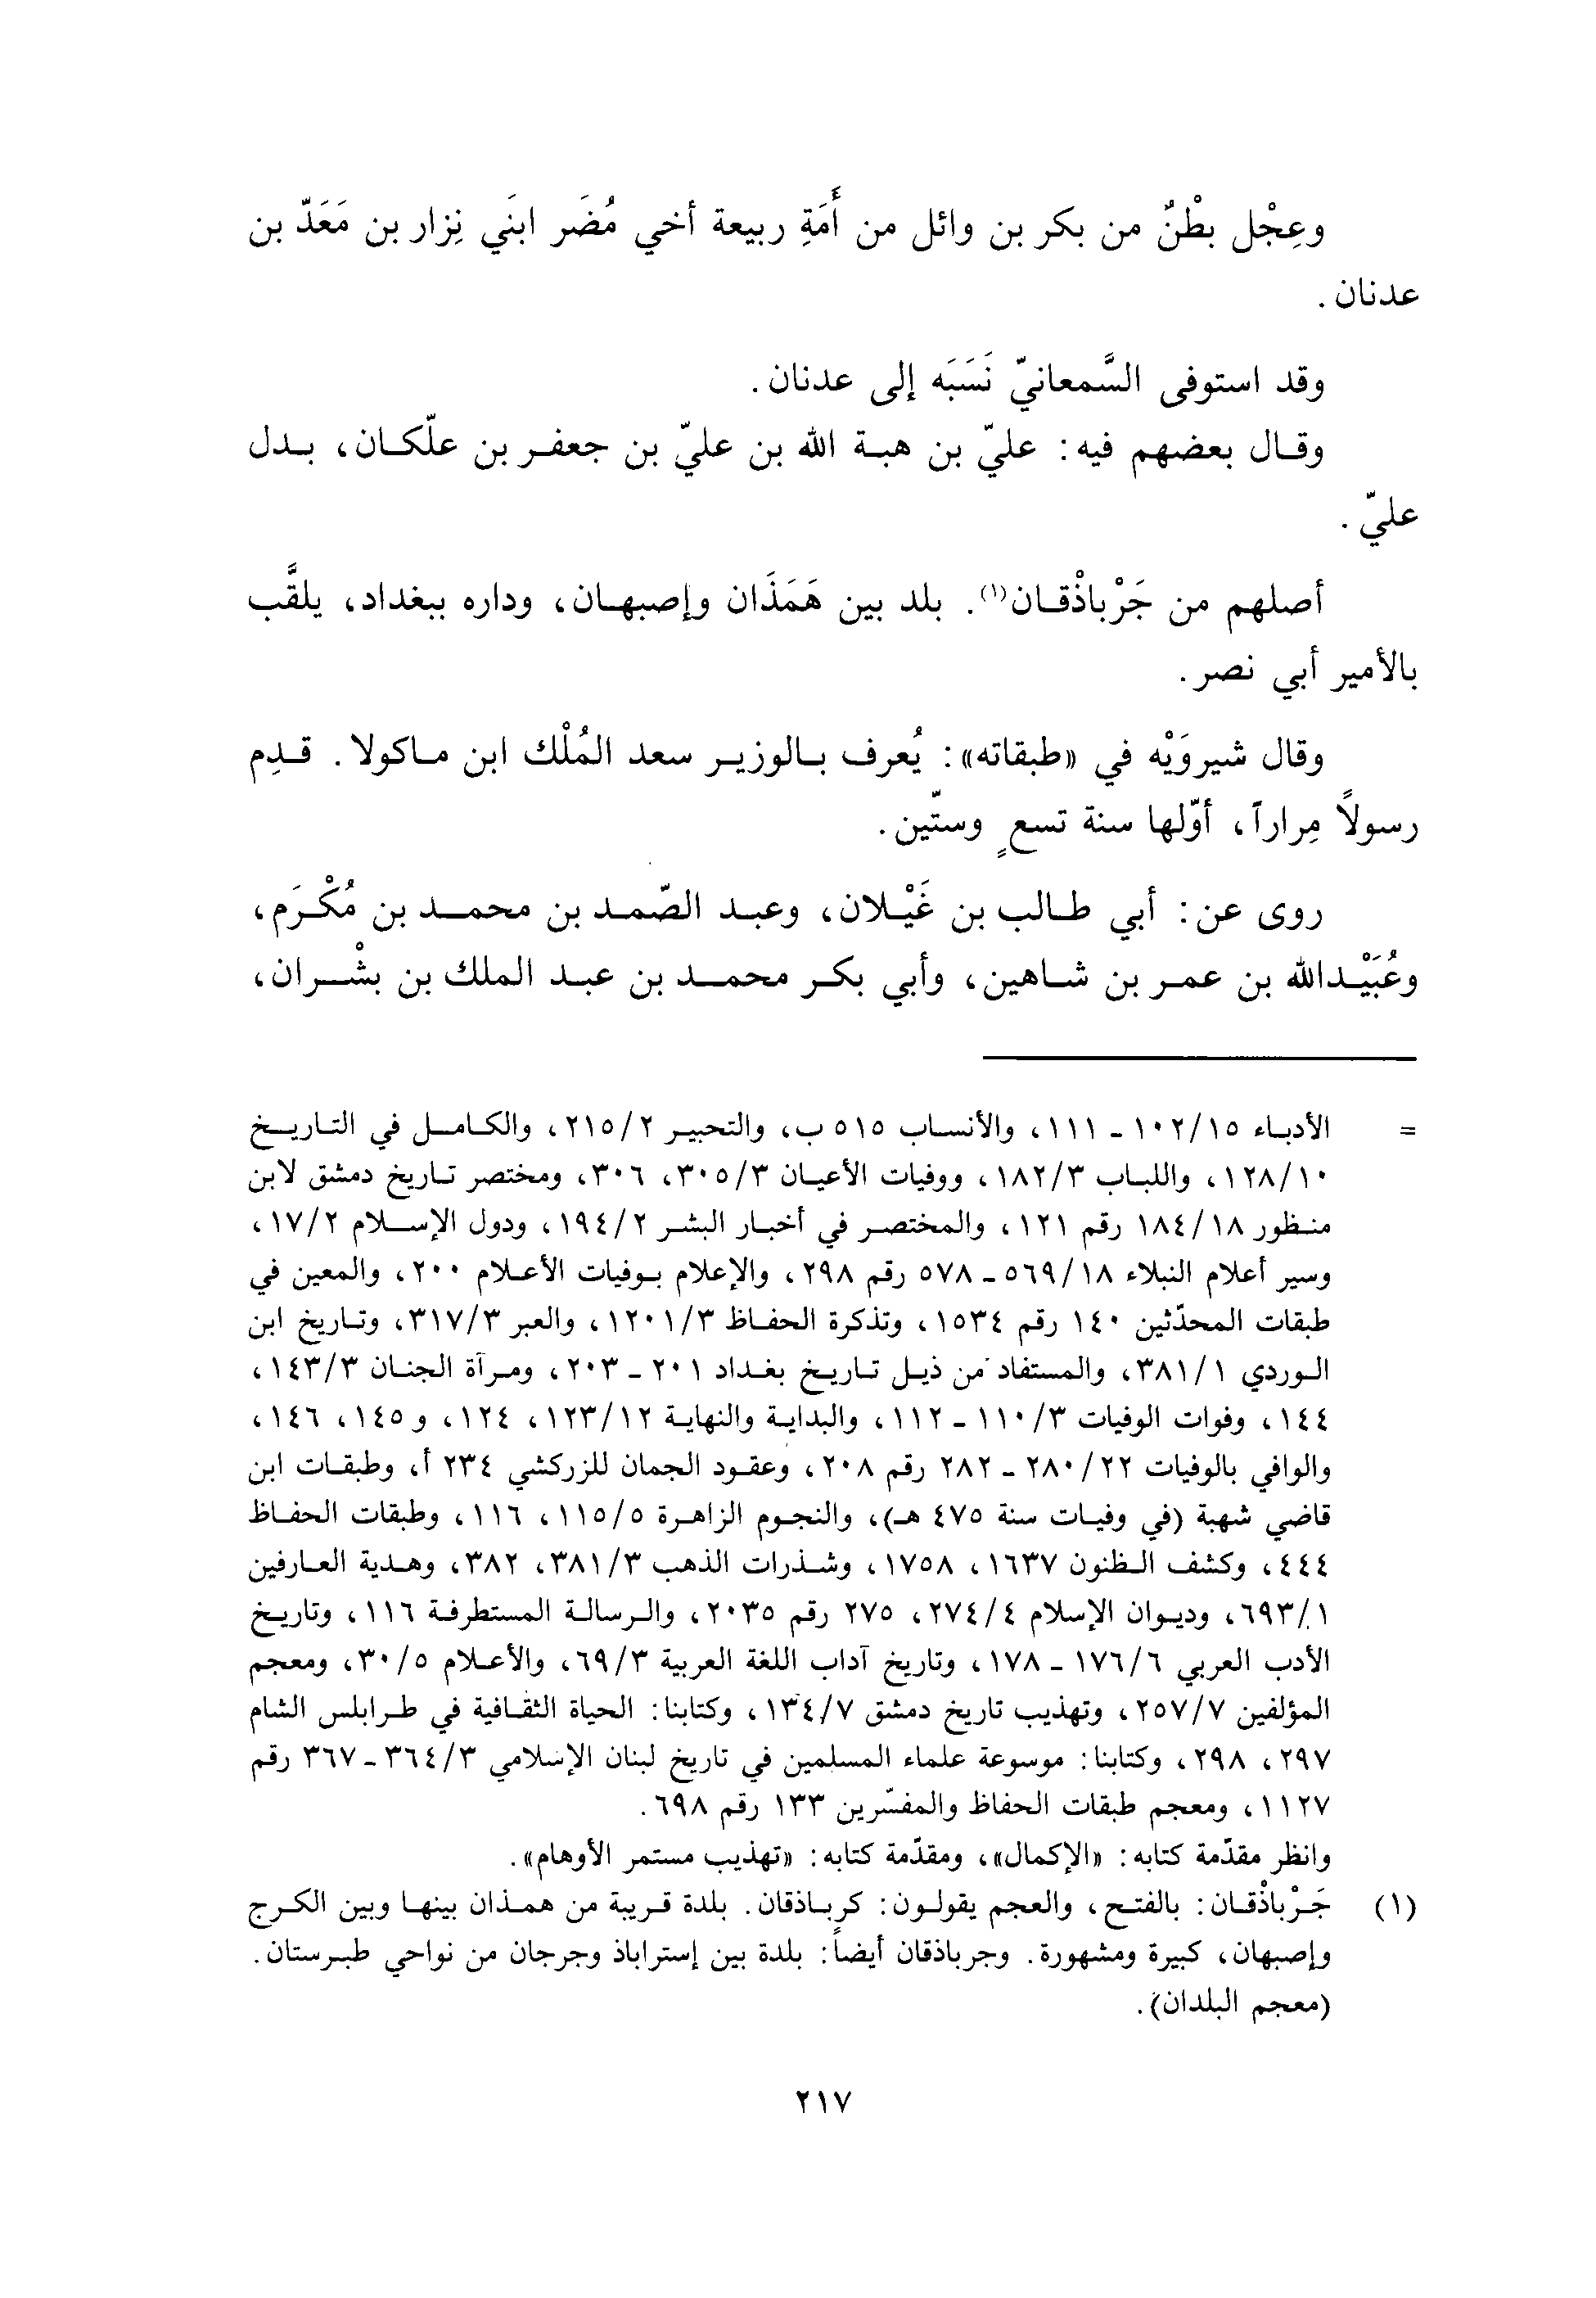 وعِجْل بطْنٌ من بكر بن وائل من أُمَةِ ربيعة أخي مُضَر ابنَي نِزار بن مَعَدّ بن
عدنان.
وقد استوفى السَّمعانيّ نَسَبَه إلى عدنان.
وقال بعضهم فيه: عليّ بن هبة الله بن عليّ بن جعفر بن علّكان، بدل
عليّ.
أصلهم من جَرْباذْقان(١). بلد بين هَمَذَان وإصبهان، وداره ببغداد، يلقَّب
بالأمير أبي نصر.
وقال شيروَيْه في «طبقاته»: يُعرف بالوزير سعد المُلْك ابن ماكولا. قدِم
رسولاً مِراراً، أوّلها سنة تسعٍ وستّين.
روى عن: أبي طالب بن غَيْلان، وعبد الصّمد بن محمد بن مُكْرَم،
وعُبَيْدالله بن عمر بن شاهين، وأبي بكر محمد بن عبد الملك بن بشْران،
= الأدباء ١٠٢/١٥ - ١١١، والأنساب ٥١٥ ب، والتحبير ٢١٥/٢، والكامل في التاريخ
١٢٨/١٠، واللباب ١٨٢/٣، ووفيات الأعيان ٣٠٥/٣، ٣٠٦، ومختصر تاريخ دمشق لابن
منظور ١٨٤/١٨ رقم ١٢١، والمختصر في أخبار البشر ١٩٤/٢، ودول الإسلام ١٧/٢،
وسير أعلام النبلاء ٥٦٩/١٨ - ٥٧٨ رقم ٢٩٨، والإعلام بوفيات الأعلام ٢٠٠، والمعين في
طبقات المحدّثين ١٤٠ رقم ١٥٣٤، وتذكرة الحفاظ ١٢٠١/٣، والعبر ٣١٧/٣، وتاريخ ابن
الوردي ٣٨١/١، والمستفاد من ذيل تاريخ بغداد ٢٠١ - ٢٠٣، ومرآة الجنان ١٤٣/٣،
١٤٤، وفوات الوفيات ١١٠/٣ - ١١٢، والبداية والنهاية ١٢٣/١٢، ١٢٤، و١٤٥، ١٤٦،
والوافي بالوفيات ٢٨٠/٢٢ - ٢٨٢ رقم ٢٠٨، وعقود الجمان للزركشي ٢٣٤ أ، وطبقات ابن
قاضي شهبة (في وفيات سنة ٤٧٥ هـ)، والنجوم الزاهرة ١١٥/٥، ١١٦، وطبقات الحفاظ
٤٤٤، وكشف الظنون ١٦٣٧، ١٧٥٨، وشذرات الذهب ٣٨١/٣، ٣٨٢، وهدية العارفين
٦٩٣/١، وديوان الإسلام ٢٧٤/٤، ٢٧٥ رقم ٢٠٣٥، والرسالة المستطرفة ١١٦، وتاريخ
الأدب العربي ١٧٦/٦ - ١٧٨، وتاريخ آداب اللغة العربية ٦٩/٣، والأعلام ٣٠/٥، ومعجم
المؤلفين ٢٥٧/٧، وتهذيب تاريخ دمشق ١٣٤/٧، وكتابنا: الحياة الثقافية في طرابلس الشام
٢٩٧، ٢٩٨، وكتابنا: موسوعة علماء المسلمين في تاريخ لبنان الإسلامي ٣٦٤/٣ - ٣٦٧ رقم
١١٢٧، ومعجم طبقات الحفاظ والمفسّرين ١٣٣ رقم ٦٩٨.
وانظر مقدّمة كتابه: «الإكمال»، ومقدّمة كتابه: «تهذيب مستمر الأوهام».
(١) جَرْباذْقان: بالفتح، والعجم يقولون: كرباذقان. بلدة قريبة من همذان بينها وبين الكرج
وإصبهان، كبيرة ومشهورة. وجرباذقان أيضاً: بلدة بين إستراباذ وجرجان من نواحي طبرستان.
(معجم البلدان).
٢١٧